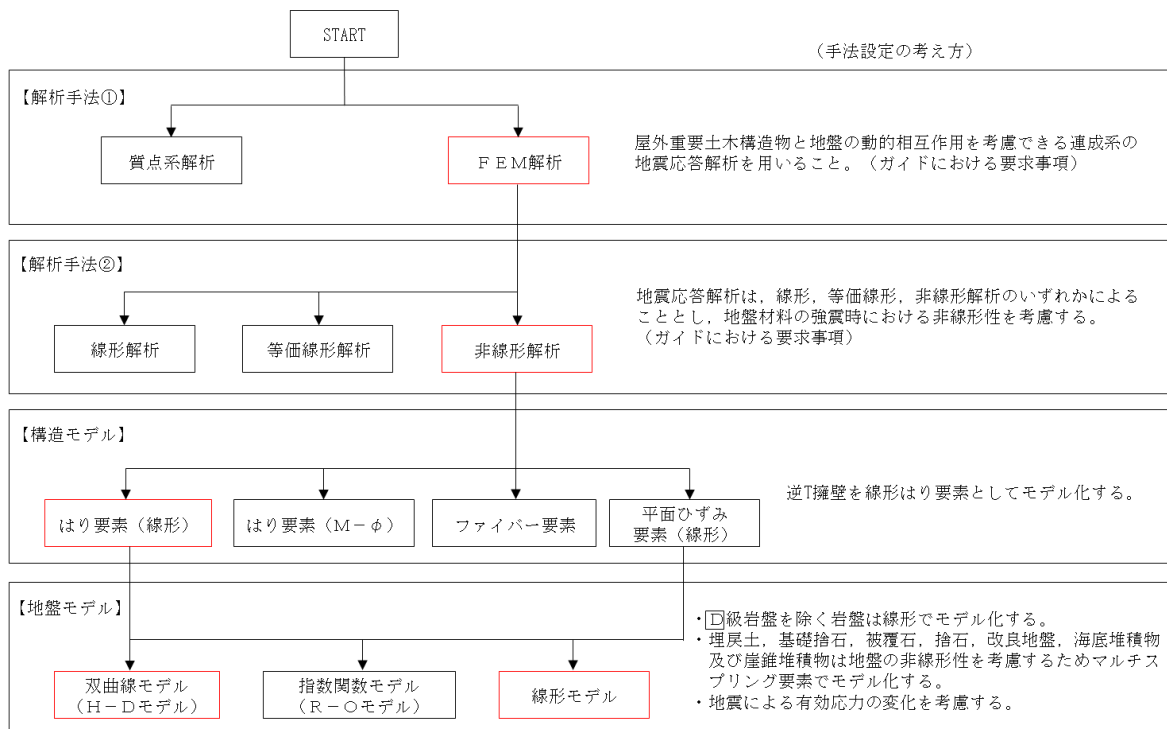 START
（手法設定の考え方）
【解析手法①】
質点系解析
ＦＥＭ解析
屋外重要土木構造物と地盤の動的相互作用を考慮できる連成系の
地震応答解析を用いること。（ガイドにおける要求事項）
【解析手法②】
線形解析
等価線形解析
非線形解析
地震応答解析は，線形，等価線形，非線形解析のいずれかによる
こととし，地盤材料の強震時における非線形性を考慮する。
（ガイドにおける要求事項）
【構造モデル】
はり要素（線形）
はり要素（Ｍ－φ）
ファイバー要素
平面ひずみ
要素（線形）
逆T擁壁を線形はり要素としてモデル化する。
【地盤モデル】
双曲線モデル
（Ｈ－Ｄモデル）
指数関数モデル
（Ｒ－Ｏモデル）
線形モデル
・Ｄ級岩盤を除く岩盤は線形でモデル化する。
・埋戻土，基礎捨石，被覆石，捨石，改良地盤，海底堆積物
及び崖錐堆積物は地盤の非線形性を考慮するためマルチス
プリング要素でモデル化する。
・地震による有効応力の変化を考慮する。